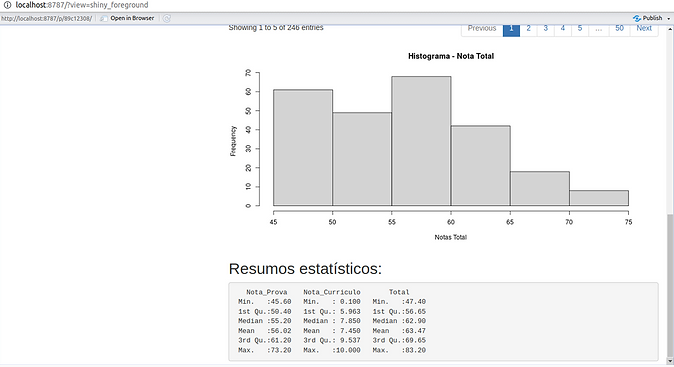 localhost:8787/?view=shiny_foreground
http://localhost:8787/p/89c12308/ Open in Browser Publish
Showing 1 to 5 of 246 entries Previous 1 2 3 4 5 ... 50 Next
Histograma - Nota Total
70
60
50
40
30
20
10
0
Frequency
45 50 55 60 65 70 75
Notas Total
Resumos estatísticos:
Nota_Prova Nota_Curriculo Total
Min. :45.60 Min. : 0.100 Min. :47.40
1st Qu.:50.40 1st Qu.: 5.963 1st Qu.:56.65
Median :55.20 Median : 7.850 Median :62.90
Mean :56.02 Mean : 7.450 Mean :63.47
3rd Qu.:61.20 3rd Qu.: 9.537 3rd Qu.:69.65
Max. :73.20 Max. :10.000 Max. :83.20